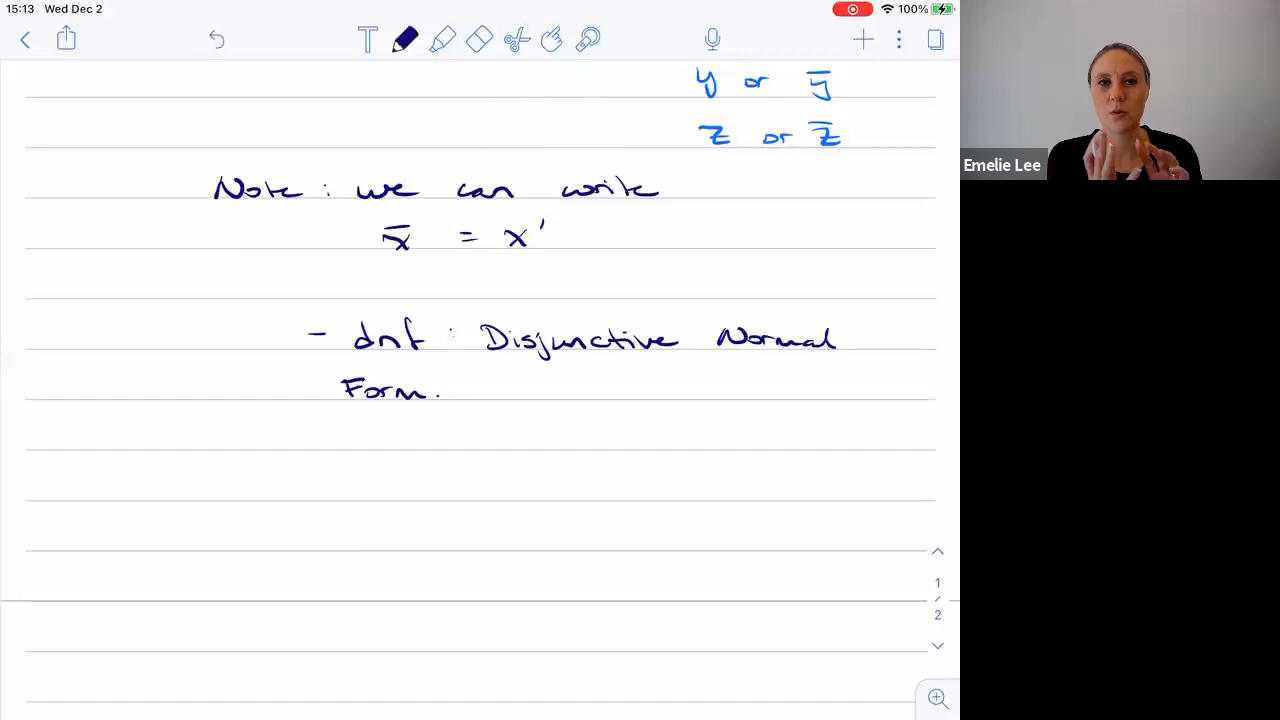 15:13 Wed Dec 2
100%
y or y̅
z or z̅
Note: we can write
x̅ = x'
- dnf: Disjunctive Normal
Form.
1
/
2
Emelie Lee